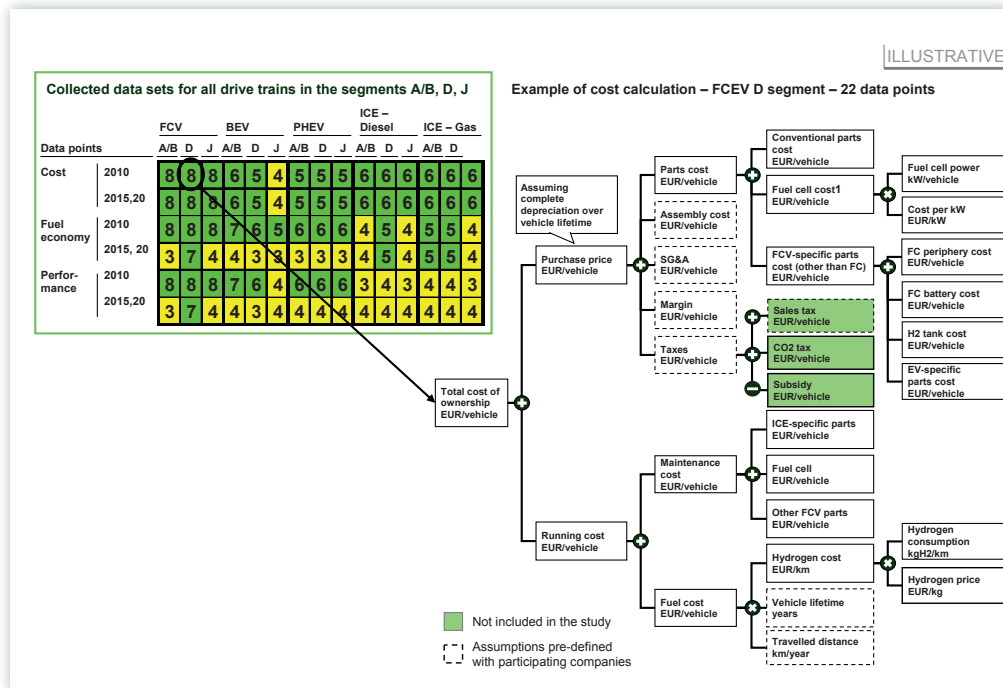 ILLUSTRATIVE
Collected data sets for all drive trains in the segments A/B, D, J
Example of cost calculation – FCEV D segment – 22 data points
FCV BEV PHEV ICE – Diesel ICE – Gas
Data points A/B D J A/B D J A/B D J A/B D J A/B D
Cost 2010 8 8 8 6 5 4 5 5 5 6 6 6 6 6 6
2015,20 8 8 8 6 5 4 5 5 5 6 6 6 6 6 6
Fuel economy 2010 8 8 8 7 6 5 6 6 6 4 5 4 5 5 4
2015, 20 3 7 4 4 3 3 3 3 3 4 5 4 5 5 4
Perfor-
mance 2010 8 8 8 7 6 4 6 6 6 3 4 3 4 4 3
2015,20 4 7 4 4 3 4 4 4 4 4 4 4 4 4 4
Assuming
complete
depreciation over
vehicle lifetime
Total cost of
ownership
EUR/vehicle
Purchase price
EUR/vehicle
Parts cost
EUR/vehicle
Assembly cost
EUR/vehicle
SG&A
EUR/vehicle
Margin
EUR/vehicle
Taxes
EUR/vehicle
Conventional parts
cost
EUR/vehicle
Fuel cell cost1
EUR/vehicle
FCV-specific parts
cost (other than FC)
EUR/vehicle
Fuel cell power
kW/vehicle
Cost per kW
EUR/kW
FC periphery cost
EUR/vehicle
FC battery cost
EUR/vehicle
H2 tank cost
EUR/vehicle
EV-specific
parts cost
EUR/vehicle
Sales tax
EUR/vehicle
CO2 tax
EUR/vehicle
Subsidy
EUR/vehicle
Running cost
EUR/vehicle
Maintenance
cost
EUR/vehicle
ICE-specific parts
EUR/vehicle
Fuel cell
EUR/vehicle
Other FCV parts
EUR/vehicle
Fuel cost
EUR/vehicle
Hydrogen cost
EUR/km
Vehicle lifetime
years
Travelled distance
km/year
Hydrogen
consumption
kgH2/km
Hydrogen price
EUR/kg
Not included in the study
Assumptions pre-defined
with participating companies